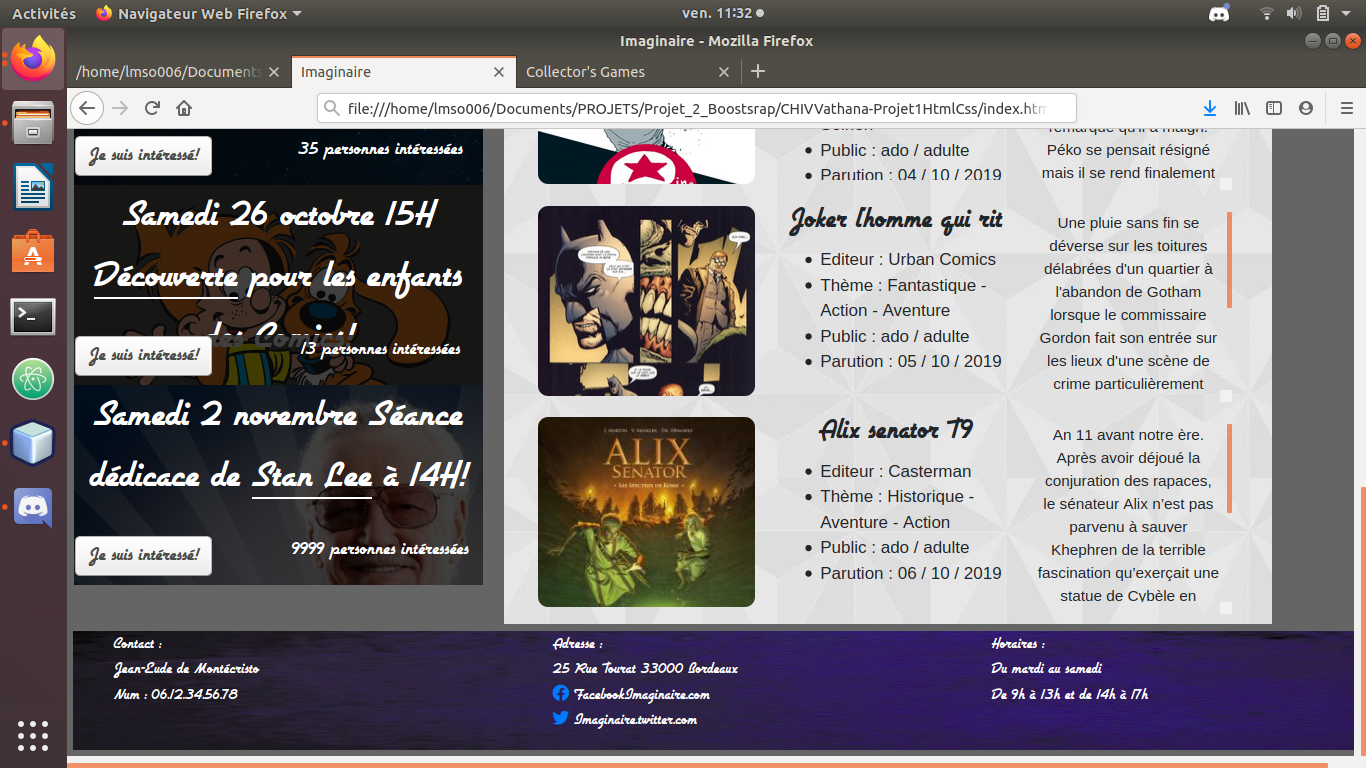 Activités
Navigateur Web Firefox
ven. 11:32
Imaginaire - Mozilla Firefox
/home/lmso006/Documents
Imaginaire
Collector's Games
file:///home/lmso006/Documents/PROJETS/Projet_2_Boostsrap/CHIVVathana-Projet1HtmlCss/index.htm
Je suis intéressé!
35 personnes intéressées
Samedi 26 octobre 15H
Découverte pour les enfants
des Comics!
Je suis intéressé!
13 personnes intéressées
Samedi 2 novembre Séance
dédicace de Stan Lee à 14H!
Je suis intéressé!
9999 personnes intéressées
Public : ado / adulte
Parution : 04 / 10 / 2019
remarque qu'il a maigri.
Péko se pensait résigné
mais il se rend finalement
Joker l'homme qui rit
Editeur : Urban Comics
Thème : Fantastique -
Action - Aventure
Public : ado / adulte
Parution : 05 / 10 / 2019
Une pluie sans fin se
déverse sur les toitures
délabrées d'un quartier à
l'abandon de Gotham
lorsque le commissaire
Gordon fait son entrée sur
les lieux d'une scène de
crime particulièrement
ALIX
SENATOR
Alix senator T9
Editeur : Casterman
Thème : Historique -
Aventure - Action
Public : ado / adulte
Parution : 06 / 10 / 2019
An 11 avant notre ère.
Après avoir déjoué la
conjuration des rapaces,
le sénateur Alix n'est pas
parvenu à sauver
Khephren de la terrible
fascination qu'exerçait une
statue de Cybèle en
Contact :
Jean-Eude de Montécristo
Num : 06.12.34.56.78
Adresse :
25 Rue Tourat 33000 Bordeaux
FacebookImaginaire.com
Imaginaire.twitter.com
Horaires :
Du mardi au samedi
De 9h à 13h et de 14h à 17h